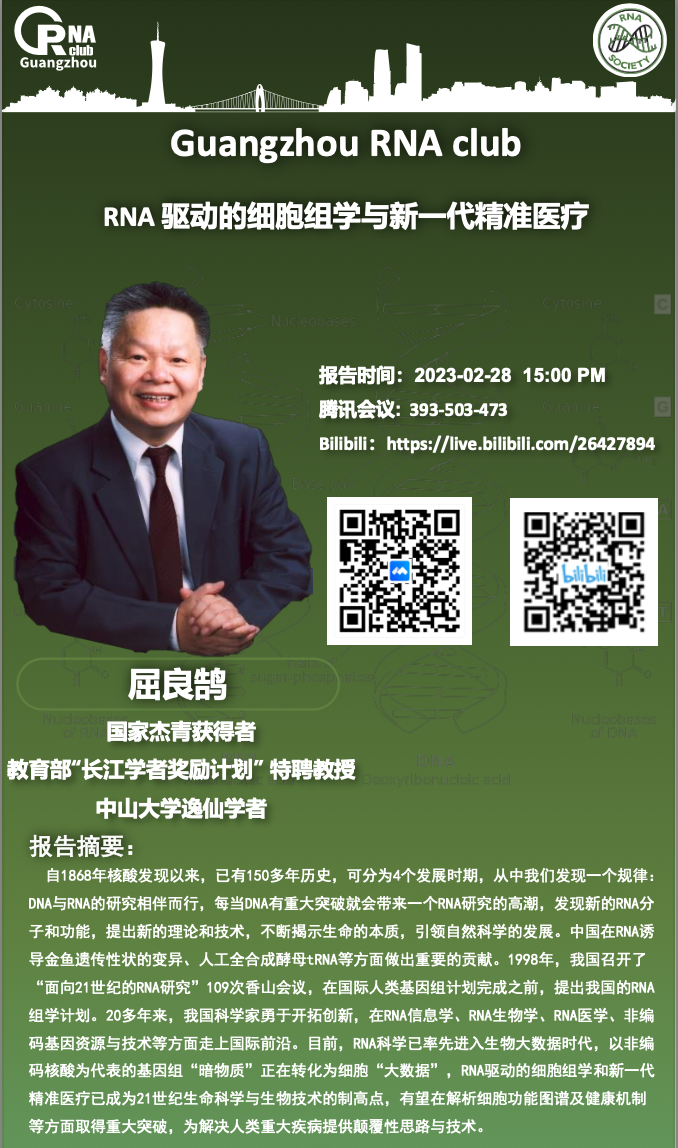 RNA
club
Guangzhou
RNA
SOCIETY
Guangzhou RNA club
RNA 驱动的细胞组学与新一代精准医疗
Cytosine
Nucleobases
Cytosine
C
报告时间：2023-02-28 15:00 PM
腾讯会议: 393-503-473
G
Bilibili：https://live.bilibili.com/26427894
bilibili
屈良鹄
Nucleobases
of RNA
Nucleobases
of DNA
国家杰青获得者
教育部“长江学者奖励计划” 特聘教授
中山大学逸仙学者
报告摘要：
自1868年核酸发现以来，已有150多年历史，可分为4个发展时期，从中我们发现一个规律：
DNA与RNA的研究相伴而行，每当DNA有重大突破就会带来一个RNA研究的高潮，发现新的RNA分
子和功能，提出新的理论和技术，不断揭示生命的本质，引领自然科学的发展。中国在RNA诱
导金鱼遗传性状的变异、人工全合成酵母tRNA等方面做出重要的贡献。1998年，我国召开了
“面向21世纪的RNA研究”109次香山会议，在国际人类基因组计划完成之前，提出我国的RNA
组学计划。20多年来，我国科学家勇于开拓创新，在RNA信息学、RNA生物学、RNA医学、非编
码基因资源与技术等方面走上国际前沿。目前，RNA科学已率先进入生物大数据时代，以非编
码核酸为代表的基因组“暗物质”正在转化为细胞“大数据”，RNA驱动的细胞组学和新一代
精准医疗已成为21世纪生命科学与生物技术的制高点，有望在解析细胞功能图谱及健康机制
等方面取得重大突破，为解决人类重大疾病提供颠覆性思路与技术。